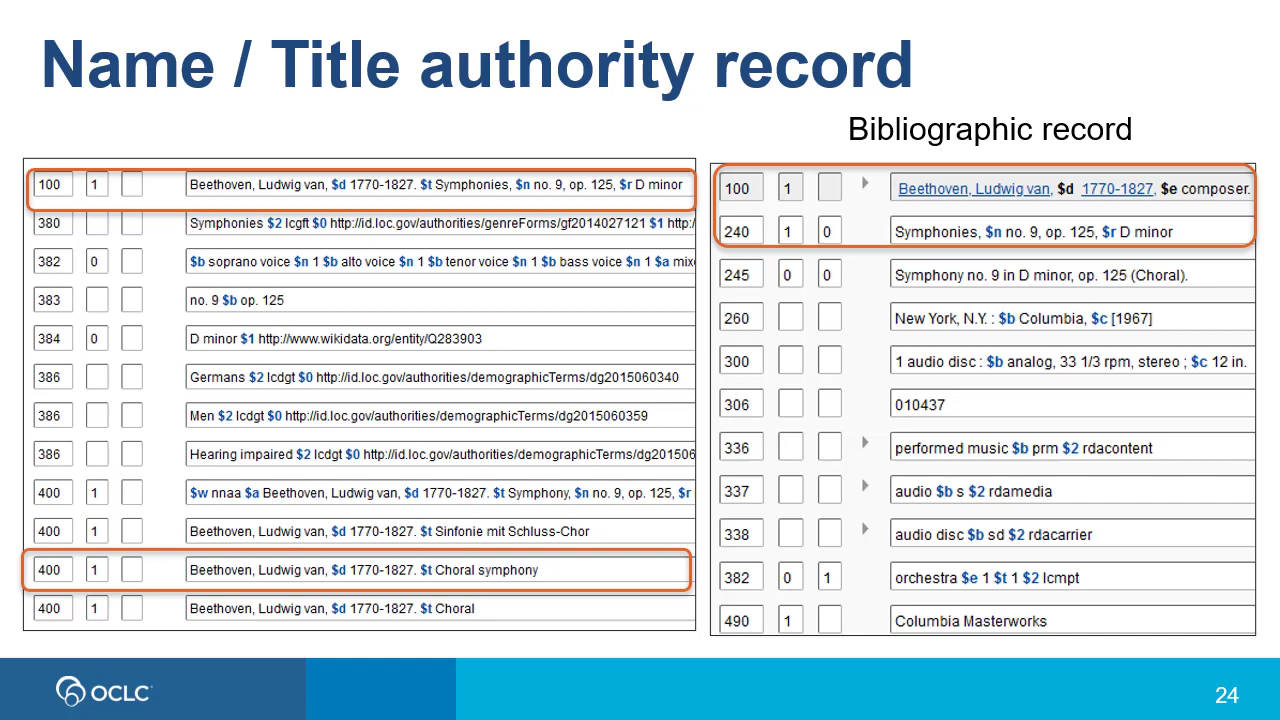 Name / Title authority record
Bibliographic record
100 1 Beethoven, Ludwig van, $d 1770-1827. $t Symphonies, $n no. 9, op. 125, $r D minor
380 Symphonies $2 lcgft $0 http://id.loc.gov/authorities/genreForms/gf2014027121 $1 http:/
382 0 $b soprano voice $n 1 $b alto voice $n 1 $b tenor voice $n 1 $b bass voice $n 1 $a mix
383 no. 9 $b op. 125
384 0 D minor $1 http://www.wikidata.org/entity/Q283903
386 Germans $2 lcdgt $0 http://id.loc.gov/authorities/demographicTerms/dg2015060340
386 Men $2 lcdgt $0 http://id.loc.gov/authorities/demographicTerms/dg2015060359
386 Hearing impaired $2 lcdgt $0 http://id.loc.gov/authorities/demographicTerms/dg201506
400 1 $w nnaa $a Beethoven, Ludwig van, $d 1770-1827. $t Symphony, $n no. 9, op. 125, $r
400 1 Beethoven, Ludwig van, $d 1770-1827. $t Sinfonie mit Schluss-Chor
400 1 Beethoven, Ludwig van, $d 1770-1827. $t Choral symphony
400 1 Beethoven, Ludwig van, $d 1770-1827. $t Choral
100 1 Beethoven, Ludwig van, $d 1770-1827, $e composer.
240 1 0 Symphonies, $n no. 9, op. 125, $r D minor
245 0 0 Symphony no. 9 in D minor, op. 125 (Choral).
260 New York, N.Y. : $b Columbia, $c [1967]
300 1 audio disc : $b analog, 33 1/3 rpm, stereo ; $c 12 in.
306 010437
336 performed music $b prm $2 rdacontent
337 audio $b s $2 rdamedia
338 audio disc $b sd $2 rdacarrier
382 0 1 orchestra $e 1 $t 1 $2 lcmpt
490 1 Columbia Masterworks
OCLC
24